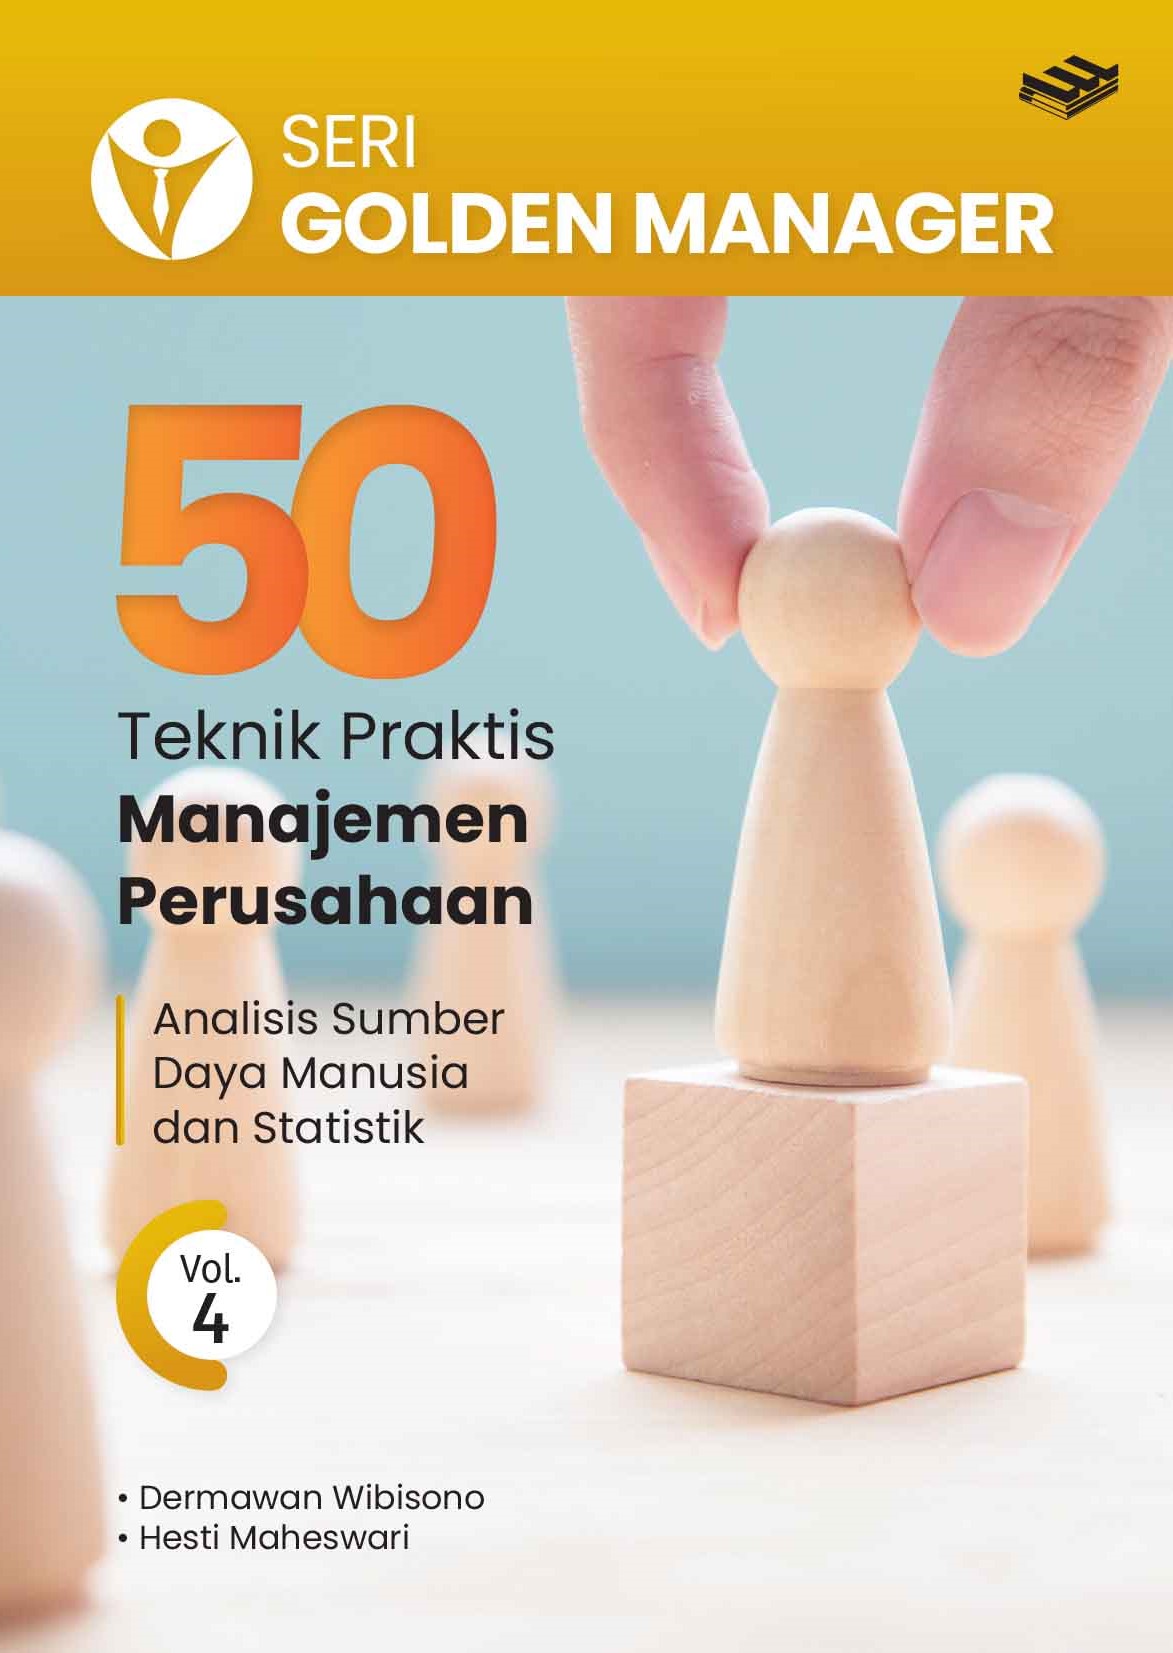 SERI
GOLDEN MANAGER
50
Teknik Praktis
Manajemen
Perusahaan
Analisis Sumber
Daya Manusia
dan Statistik
Vol.
4
• Dermawan Wibisono
• Hesti Maheswari